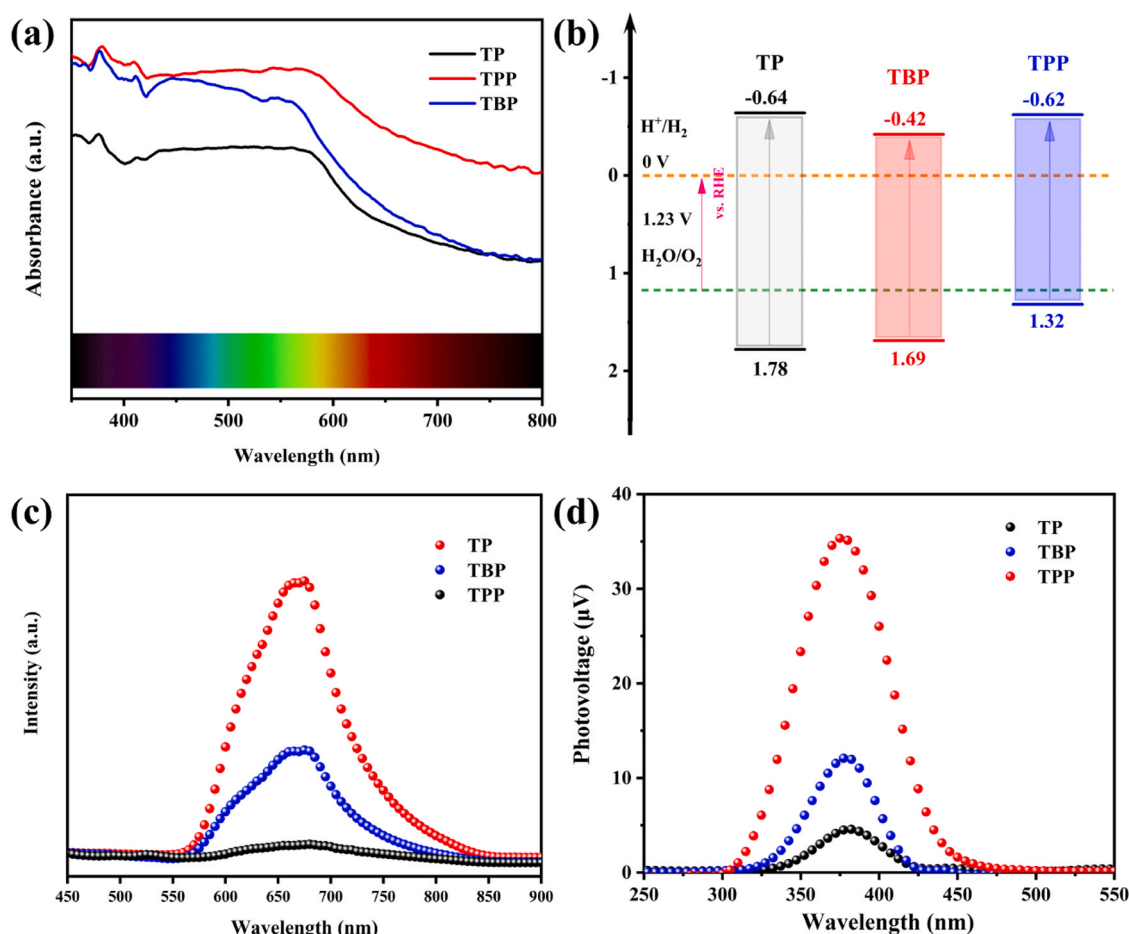 (a)
TP
TPP
TBP
Absorbance (a.u.)
400 500 600 700 800
Wavelength (nm)
(b)
TP
TBP
TPP
-1
-0.64
-0.42
-0.62
H⁺/H₂
0 V
0
vs. RHE
1.23 V
H₂O/O₂
1
1.32
1.69
1.78
2
(c)
TP
TBP
TPP
Intensity (a.u.)
450 500 550 600 650 700 750 800 850 900
Wavelength (nm)
(d)
40
TP
TBP
TPP
30
20
10
0
Photovoltage (µV)
250 300 350 400 450 500 550
Wavelength (nm)